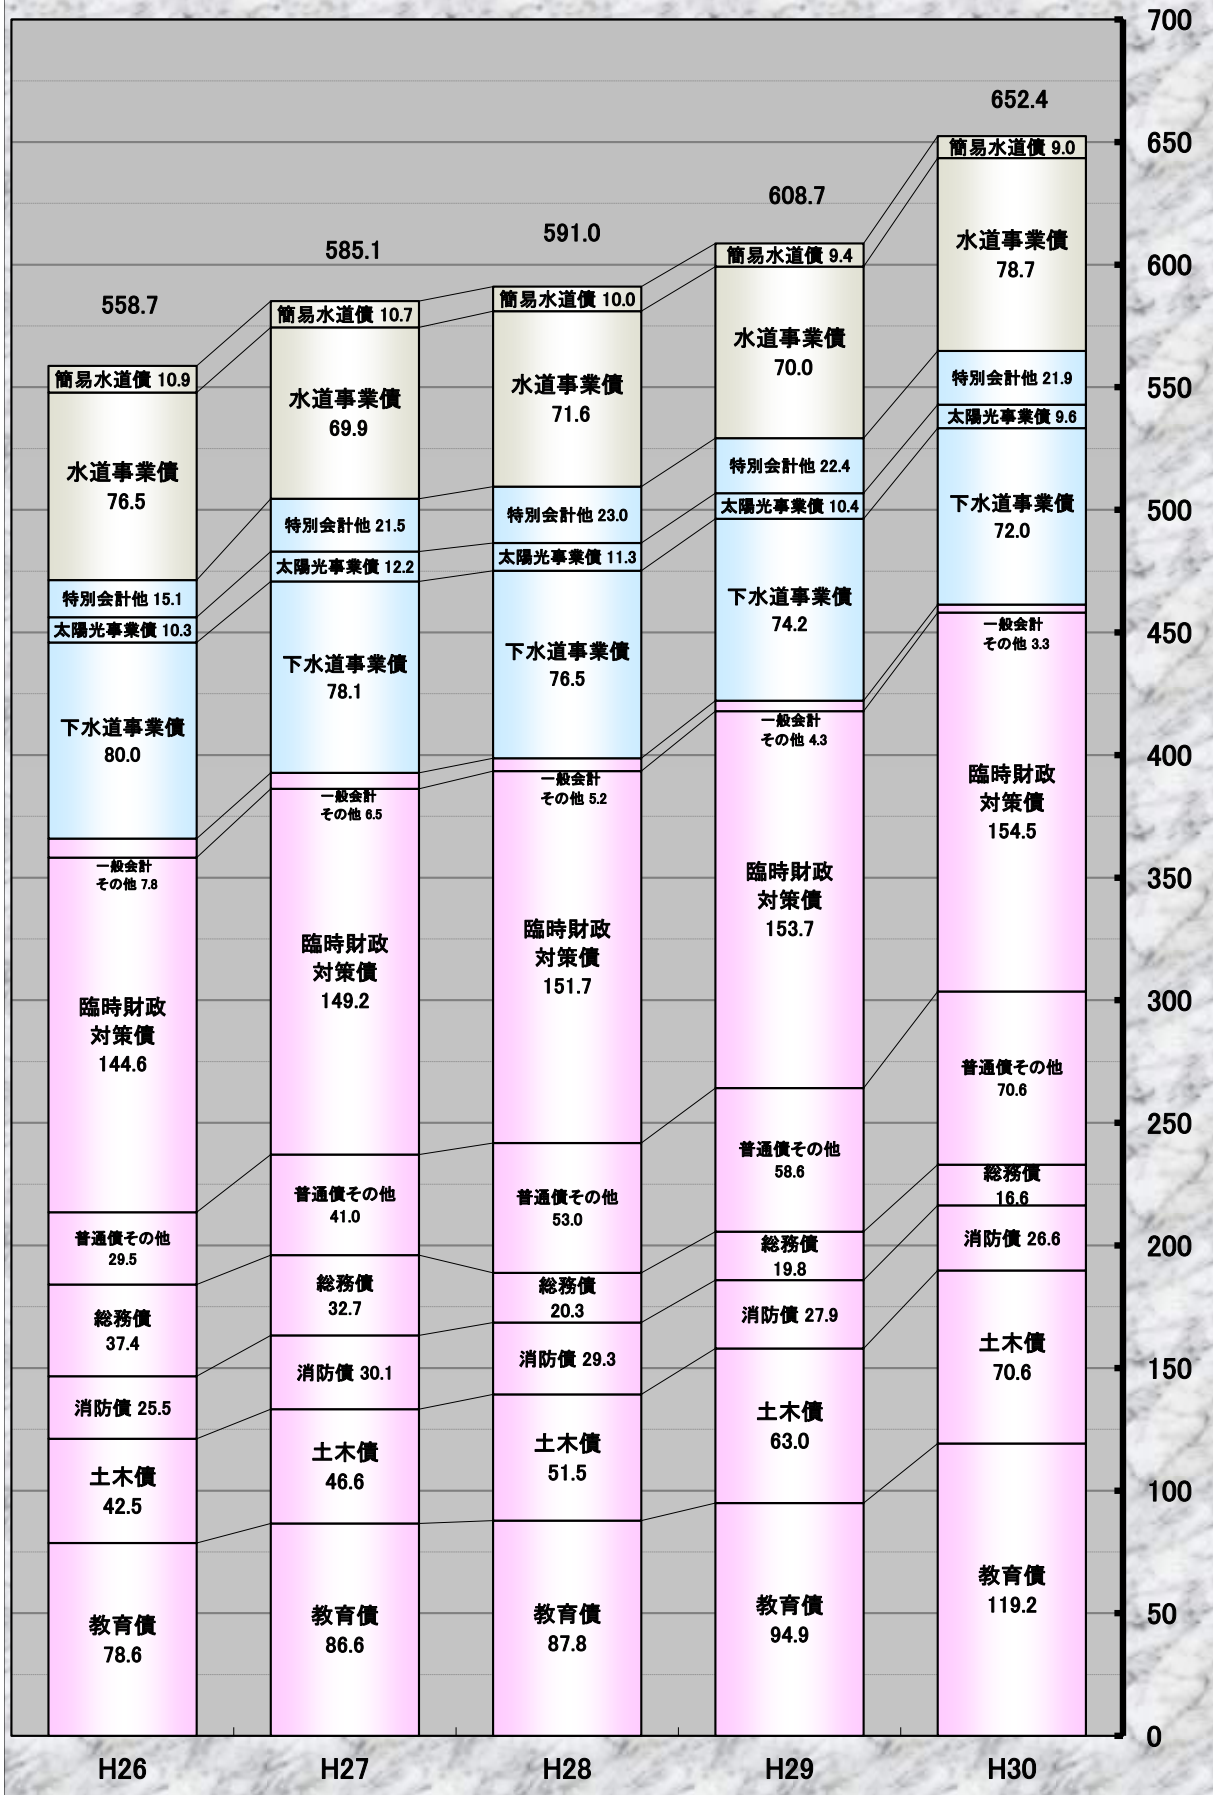 700
650
600
550
500
450
400
350
300
250
200
150
100
50
0
558.7
簡易水道債 10.9
水道事業債
76.5
特別会計他 15.1
太陽光事業債 10.3
下水道事業債
80.0
一般会計
その他 7.8
臨時財政
対策債
144.6
普通債その他
29.5
総務債
37.4
消防債 25.5
土木債
42.5
教育債
78.6
H26
585.1
簡易水道債 10.7
水道事業債
69.9
特別会計他 21.5
太陽光事業債 12.2
下水道事業債
78.1
一般会計
その他 6.5
臨時財政
対策債
149.2
普通債その他
41.0
総務債
32.7
消防債 30.1
土木債
46.6
教育債
86.6
H27
591.0
簡易水道債 10.0
水道事業債
71.6
特別会計他 23.0
太陽光事業債 11.3
下水道事業債
76.5
一般会計
その他 5.2
臨時財政
対策債
151.7
普通債その他
53.0
総務債
20.3
消防債 29.3
土木債
51.5
教育債
87.8
H28
608.7
簡易水道債 9.4
水道事業債
70.0
特別会計他 22.4
太陽光事業債 10.4
下水道事業債
74.2
一般会計
その他 4.3
臨時財政
対策債
153.7
普通債その他
58.6
総務債
19.8
消防債 27.9
土木債
63.0
教育債
94.9
H29
652.4
簡易水道債 9.0
水道事業債
78.7
特別会計他 21.9
太陽光事業債 9.6
下水道事業債
72.0
一般会計
その他 3.3
臨時財政
対策債
154.5
普通債その他
70.6
総務債
16.6
消防債 26.6
土木債
70.6
教育債
119.2
H30